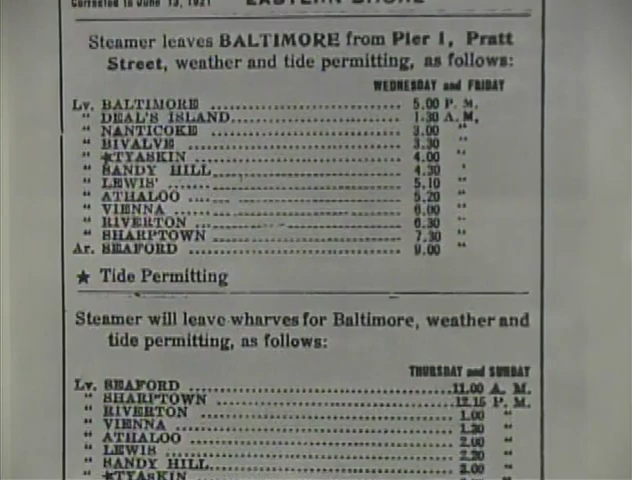 Corrected to June 13, 1921 EASTERN SHORE
Steamer leaves BALTIMORE from Pier 1, Pratt
Street, weather and tide permitting, as follows:
WEDNESDAY and FRIDAY
Lv. BALTIMORE .......... 5.00 P. M.
" DEAL'S ISLAND .......... 1.30 A. M.
" NANTICOKE .......... 3.00 "
" BIVALVE .......... 3.30 "
" ★TYASKIN .......... 4.00 "
" SANDY HILL .......... 4.30 "
" LEWIS' .......... 5.10 "
" ATHALOO .......... 5.20 "
" VIENNA .......... 6.00 "
" RIVERTON .......... 6.30 "
" SHARPTOWN .......... 7.30 "
Ar. SEAFORD .......... 9.00 "
★ Tide Permitting
Steamer will leave wharves for Baltimore, weather and
tide permitting, as follows:
THURSDAY and SUNDAY
Lv. SEAFORD .......... 11.00 A. M.
" SHARPTOWN .......... 12.15 P. M.
" RIVERTON .......... 1.00 "
" VIENNA .......... 1.30 "
" ATHALOO .......... 2.00 "
" LEWIS .......... "
" SANDY HILL .......... 3.00 "
" ★TYASKIN